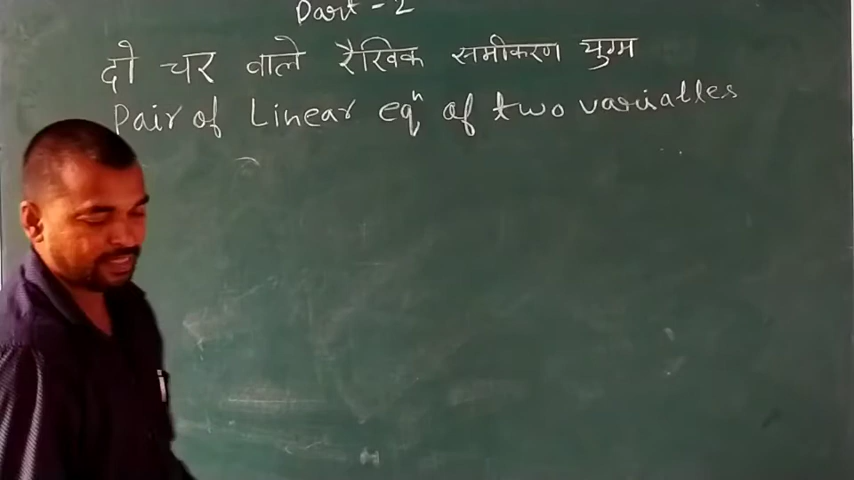 Part - 2
दो चर वाले रैखिक समीकरण युग्म
Pair of Linear eqⁿ of two variables